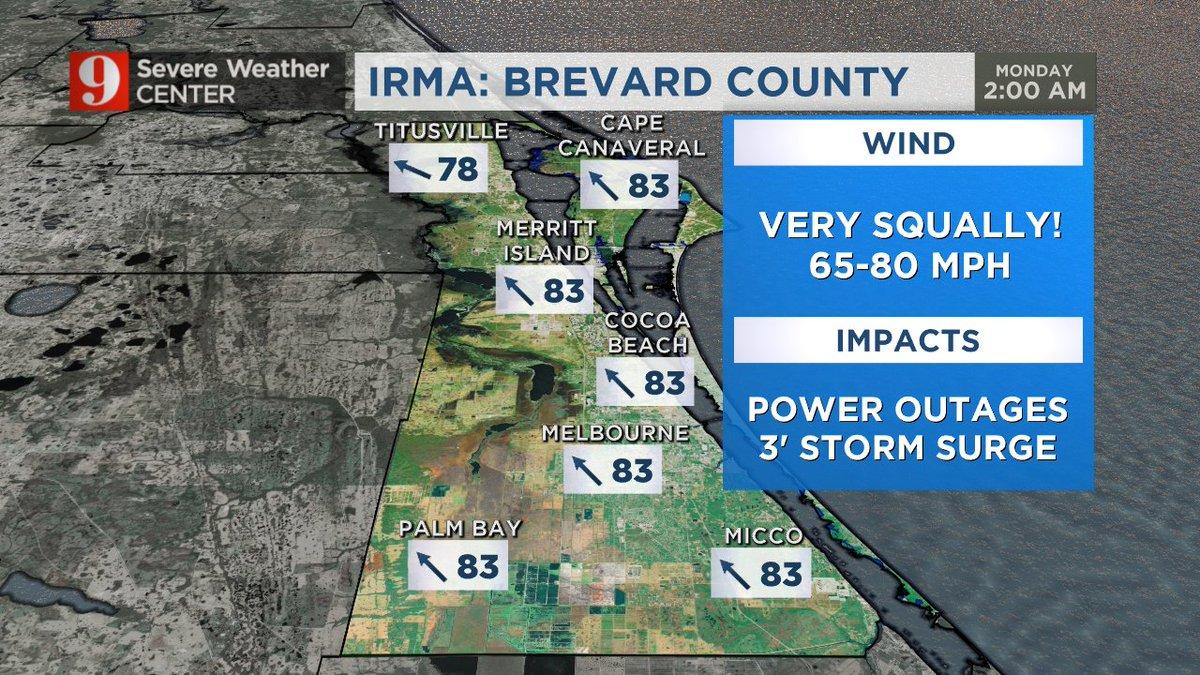 9
Severe Weather
CENTER
IRMA: BREVARD COUNTY
MONDAY
2:00 AM
TITUSVILLE
78
CAPE
CANAVERAL
83
MERRITT
ISLAND
83
COCOA
BEACH
83
MELBOURNE
83
PALM BAY
83
MICCO
83
WIND
VERY SQUALLY!
65-80 MPH
IMPACTS
POWER OUTAGES
3' STORM SURGE